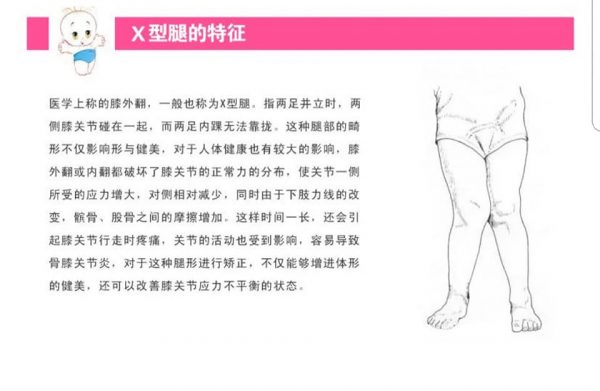 X型腿的特征
医学上称的膝外翻，一般也称为X型腿。指两足并立时，两
侧膝关节碰在一起，而两足内踝无法靠拢。这种腿部的畸
形不仅影响形与健美，对于人体健康也有较大的影响，膝
外翻或内翻都破坏了膝关节的正常力的分布，使关节一侧
所受的应力增大，对侧相对减少，同时由于下肢力线的改
变，髌骨、股骨之间的摩擦增加。这样时间一长，还会引
起膝关节行走时疼痛，关节的活动也受到影响，容易导致
骨膝关节炎，对于这种腿形进行矫正，不仅能够增进体形
的健美，还可以改善膝关节应力不平衡的状态。